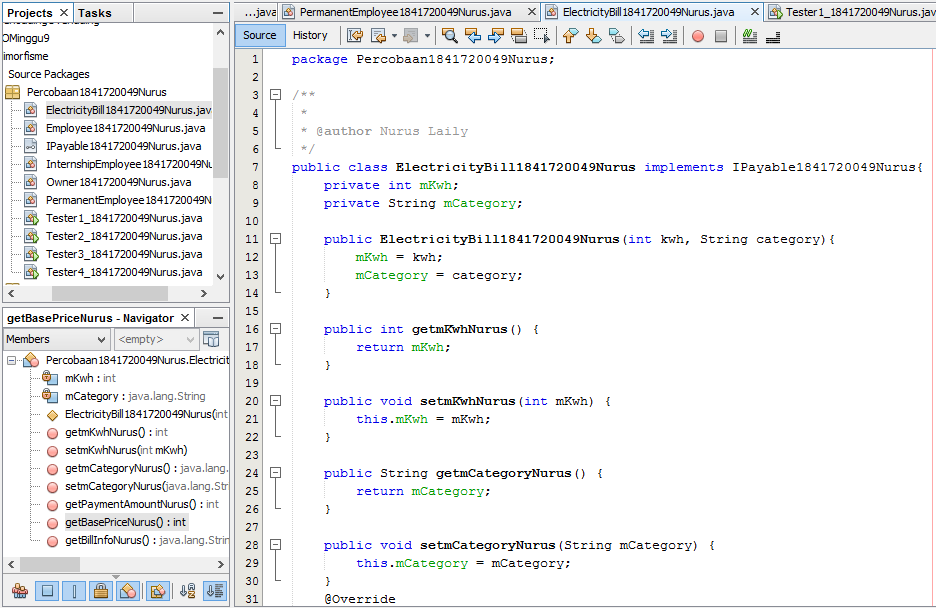 Projects × Tasks
OMinggu9
imorfisme
Source Packages
Percobaan1841720049Nurus
ElectricityBill1841720049Nurus.jav
Employee1841720049Nurus.java
IPayable1841720049Nurus.java
InternshipEmployee1841720049Nu
Owner1841720049Nurus.java
PermanentEmployee1841720049N
Tester1_1841720049Nurus.java
Tester2_1841720049Nurus.java
Tester3_1841720049Nurus.java
Tester4_1841720049Nurus.java
getBasePriceNurus - Navigator ×
Members
<empty>
Percobaan1841720049Nurus.Electricit
mKwh : int
mCategory : java.lang.String
ElectricityBill1841720049Nurus(int
getmKwhNurus() : int
setmKwhNurus(int mKwh)
getmCategoryNurus() : java.lang.
setmCategoryNurus(java.lang.Str
getPaymentAmountNurus() : int
getBasePriceNurus() : int
getBillInfoNurus() : java.lang.Strin
...java PermanentEmployee1841720049Nurus.java × ElectricityBill1841720049Nurus.java × Tester1_1841720049Nurus.jav
Source History
1 package Percobaan1841720049Nurus;
2
3 /**
4 *
5 * @author Nurus Laily
6 */
7 public class ElectricityBill1841720049Nurus implements IPayable1841720049Nurus{
8 private int mKwh;
9 private String mCategory;
10
11 public ElectricityBill1841720049Nurus(int kwh, String category){
12 mKwh = kwh;
13 mCategory = category;
14 }
15
16 public int getmKwhNurus() {
17 return mKwh;
18 }
19
20 public void setmKwhNurus(int mKwh) {
21 this.mKwh = mKwh;
22 }
23
24 public String getmCategoryNurus() {
25 return mCategory;
26 }
27
28 public void setmCategoryNurus(String mCategory) {
29 this.mCategory = mCategory;
30 }
31 @Override